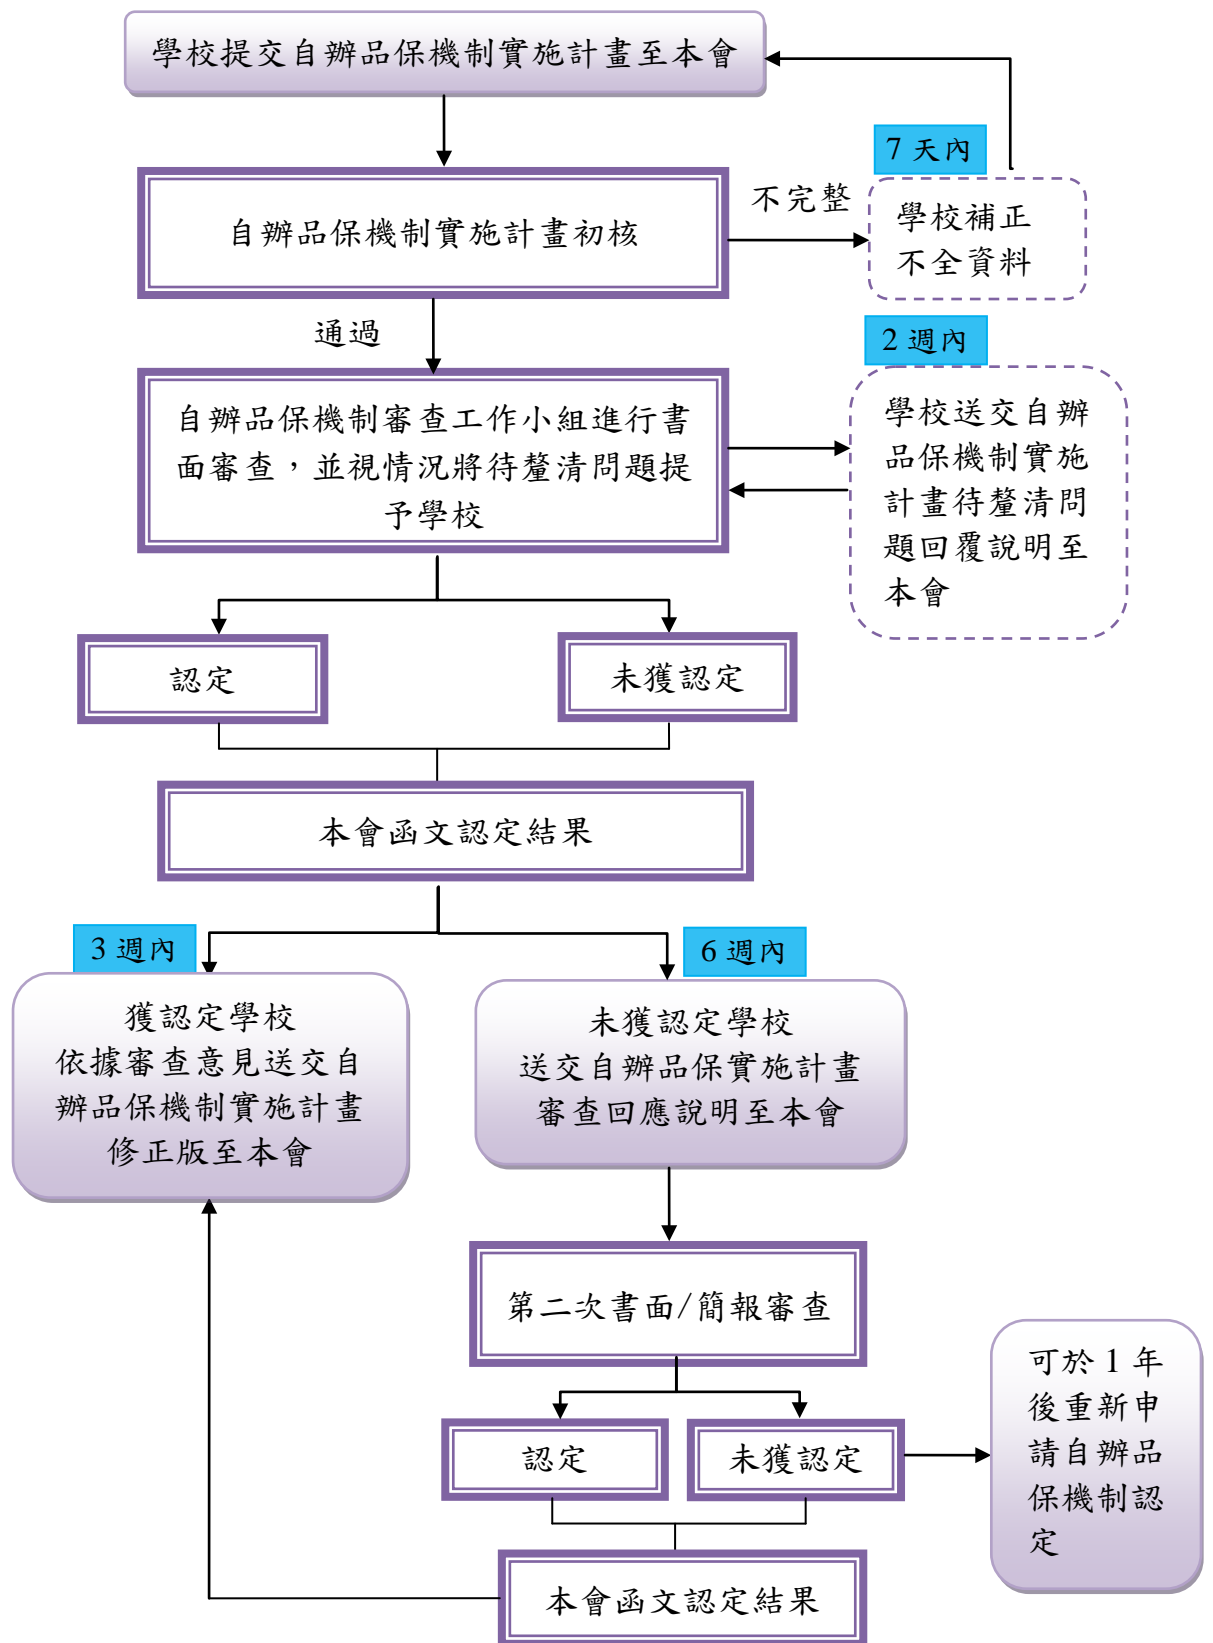 學校提交自辦品保機制實施計畫至本會
7 天內
不完整
學校補正
不全資料
自辦品保機制實施計畫初核
通過
2 週內
自辦品保機制審查工作小組進行書
面審查，並視情況將待釐清問題提
予學校
學校送交自辦
品保機制實施
計畫待釐清問
題回覆說明至
本會
認定
未獲認定
本會函文認定結果
3 週內
6 週內
獲認定學校
依據審查意見送交自
辦品保機制實施計畫
修正版至本會
未獲認定學校
送交自辦品保實施計畫
審查回應說明至本會
第二次書面/簡報審查
認定
未獲認定
可於 1 年
後重新申
請自辦品
保機制認
定
本會函文認定結果